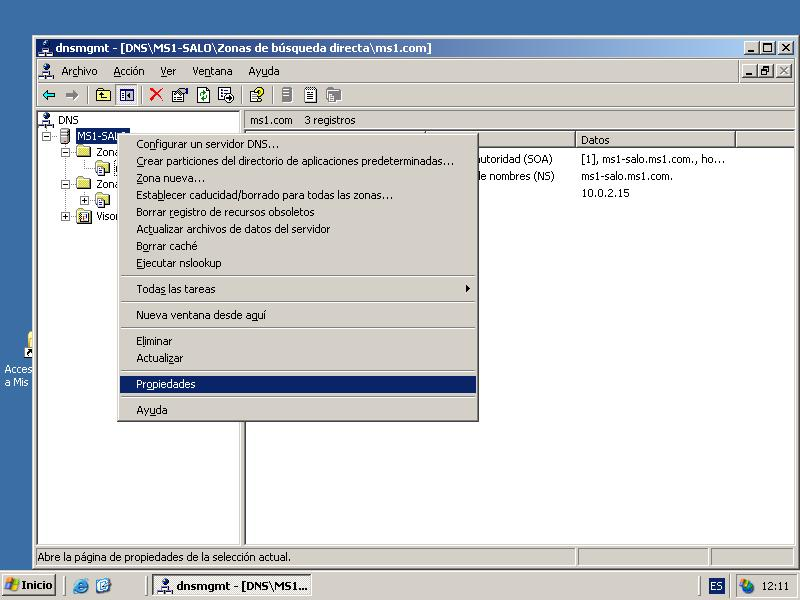 dnsmgmt - [DNS\MS1-SALO\Zonas de búsqueda directa\ms1.com]
Archivo Acción Ver Ventana Ayuda
DNS
MS1-SALO
Zona
Zona
Visor
ms1.com 3 registros
Datos
utoridad (SOA) [1], ms1-salo.ms1.com., ho...
de nombres (NS) ms1-salo.ms1.com.
10.0.2.15
Configurar un servidor DNS...
Crear particiones del directorio de aplicaciones predeterminadas...
Zona nueva...
Establecer caducidad/borrado para todas las zonas...
Borrar registro de recursos obsoletos
Actualizar archivos de datos del servidor
Borrar caché
Ejecutar nslookup
Todas las tareas
Nueva ventana desde aquí
Eliminar
Actualizar
Propiedades
Ayuda
Acces
a Mis
Abre la página de propiedades de la selección actual.
Inicio
dnsmgmt - [DNS\MS1...
ES
12:11